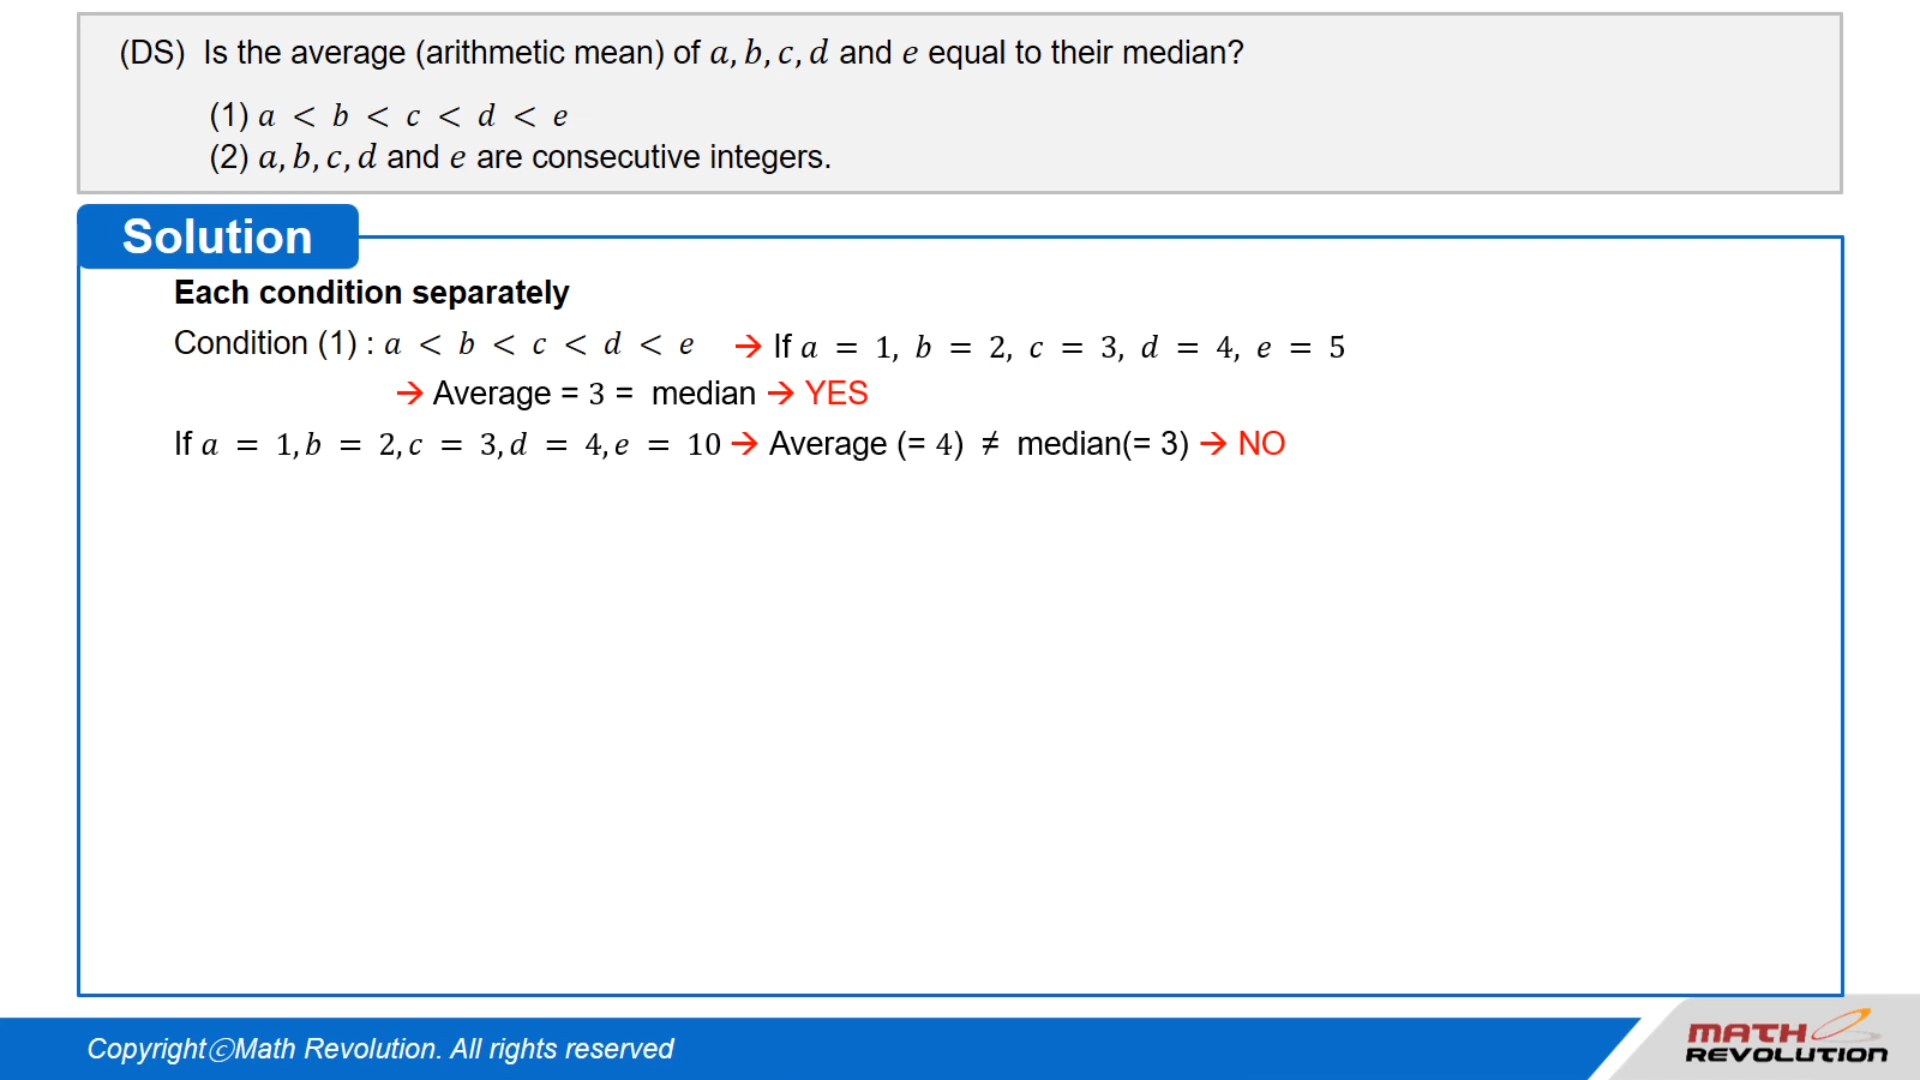 (DS) Is the average (arithmetic mean) of a, b, c, d and e equal to their median?
(1) a < b < c < d < e
(2) a, b, c, d and e are consecutive integers.
Solution
Each condition separately
Condition (1) : a < b < c < d < e → If a = 1, b = 2, c = 3, d = 4, e = 5
→ Average = 3 = median → YES
If a = 1, b = 2, c = 3, d = 4, e = 10 → Average (= 4) ≠ median(= 3) → NO
Copyright ⓒMath Revolution. All rights reserved
MATH
REVOLUTION